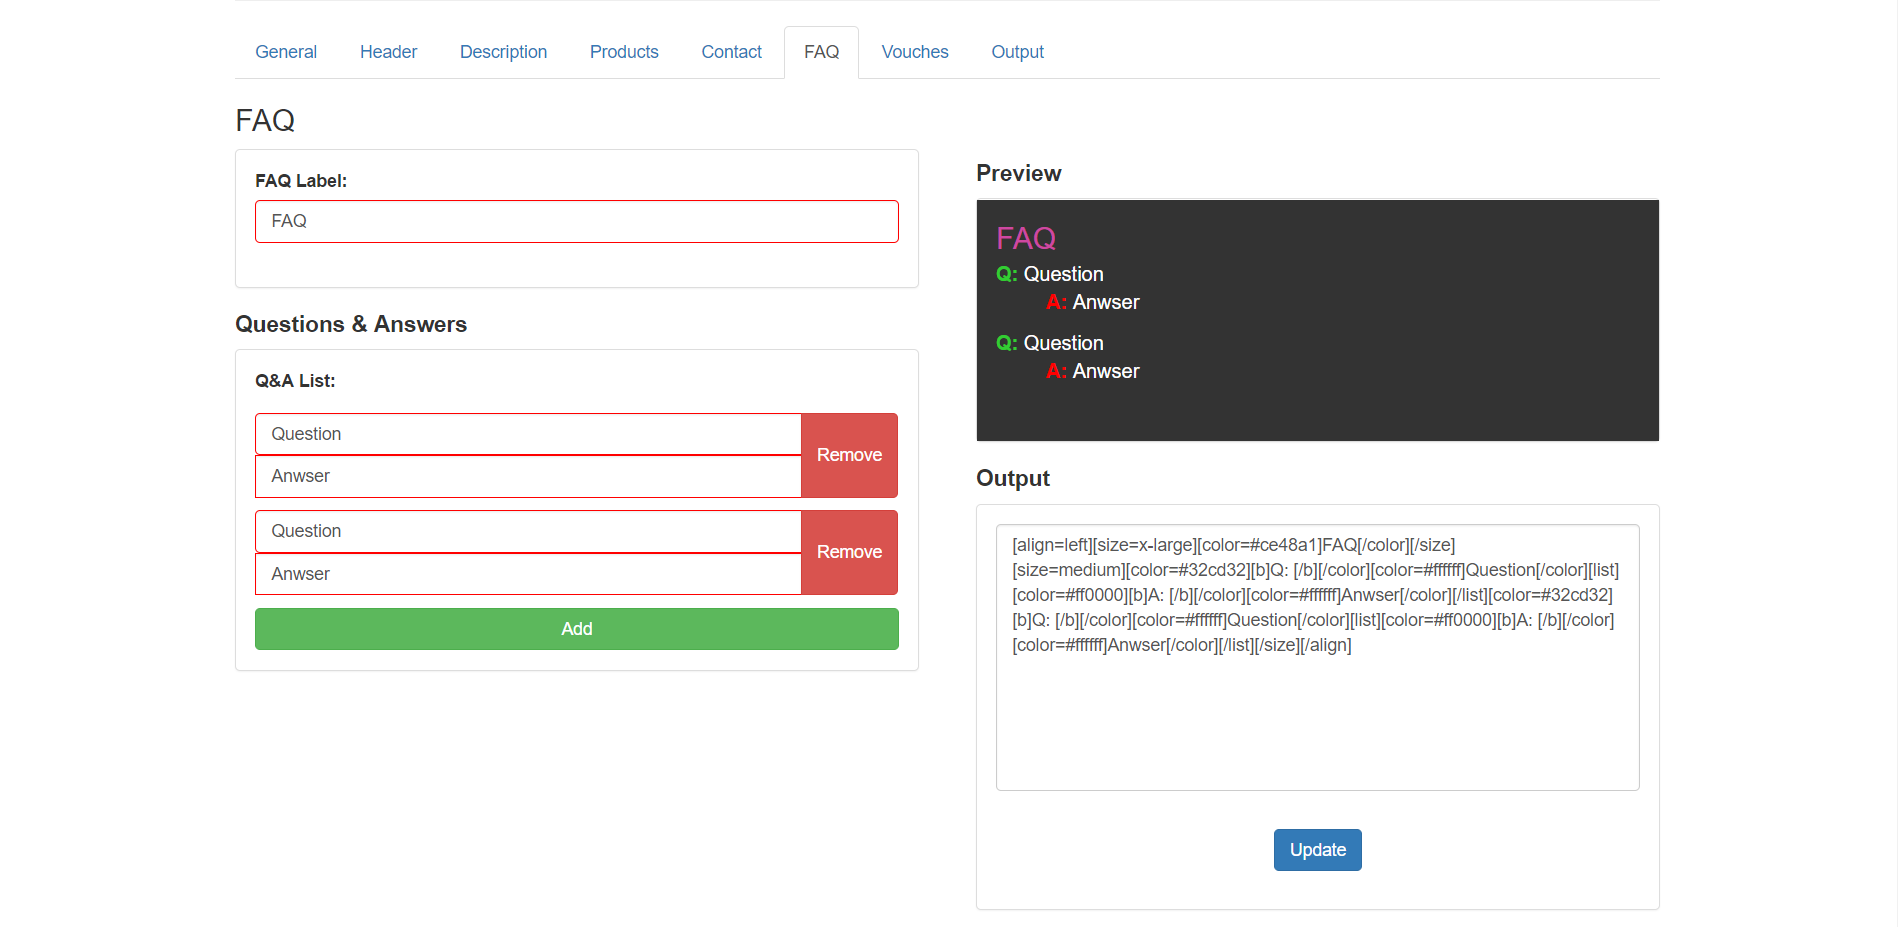 General Header Description Products Contact FAQ Vouches Output
FAQ
FAQ Label:
FAQ
Questions & Answers
Q&A List:
Question
Anwser
Remove
Question
Anwser
Remove
Add
Preview
FAQ
Q: Question
A: Anwser
Q: Question
A: Anwser
Output
[align=left][size=x-large][color=#ce48a1]FAQ[/color][/size]
[size=medium][color=#32cd32][b]Q: [/b][/color][color=#ffffff]Question[/color][list]
[color=#ff0000][b]A: [/b][/color][color=#ffffff]Anwser[/color][/list][color=#32cd32]
[b]Q: [/b][/color][color=#ffffff]Question[/color][list][color=#ff0000][b]A: [/b][/color]
[color=#ffffff]Anwser[/color][/list][/size][/align]
Update